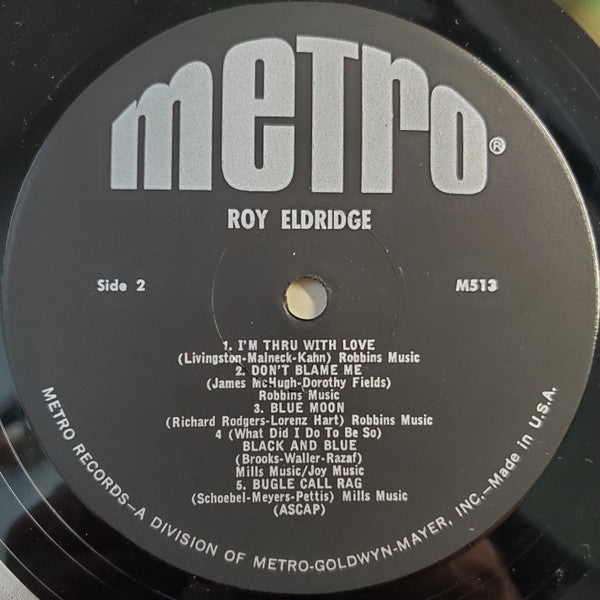 metro®
ROY ELDRIDGE
Side 2
M513
1. I'M THRU WITH LOVE
(Livingston-Malneck-Kahn) Robbins Music
2. DON'T BLAME ME
(James McHugh-Dorothy Fields)
Robbins Music
3. BLUE MOON
(Richard Rodgers-Lorenz Hart) Robbins Music
4 (What Did I Do To Be So)
BLACK AND BLUE
(Brooks-Waller-Razaf)
Mills Music/Joy Music
5. BUGLE CALL RAG
(Schoebel-Meyers-Pettis) Mills Music
(ASCAP)
METRO RECORDS—A DIVISION OF METRO-GOLDWYN-MAYER, INC.—Made in U.S.A.